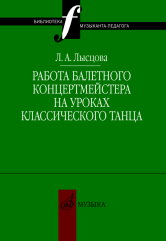 БИБЛИОТЕКА
МУЗЫКАНТА-ПЕДАГОГА
Л. А. Лысцова
РАБОТА БАЛЕТНОГО
КОНЦЕРТМЕЙСТЕРА
НА УРОКАХ
КЛАССИЧЕСКОГО ТАНЦА
МУЗЫКА